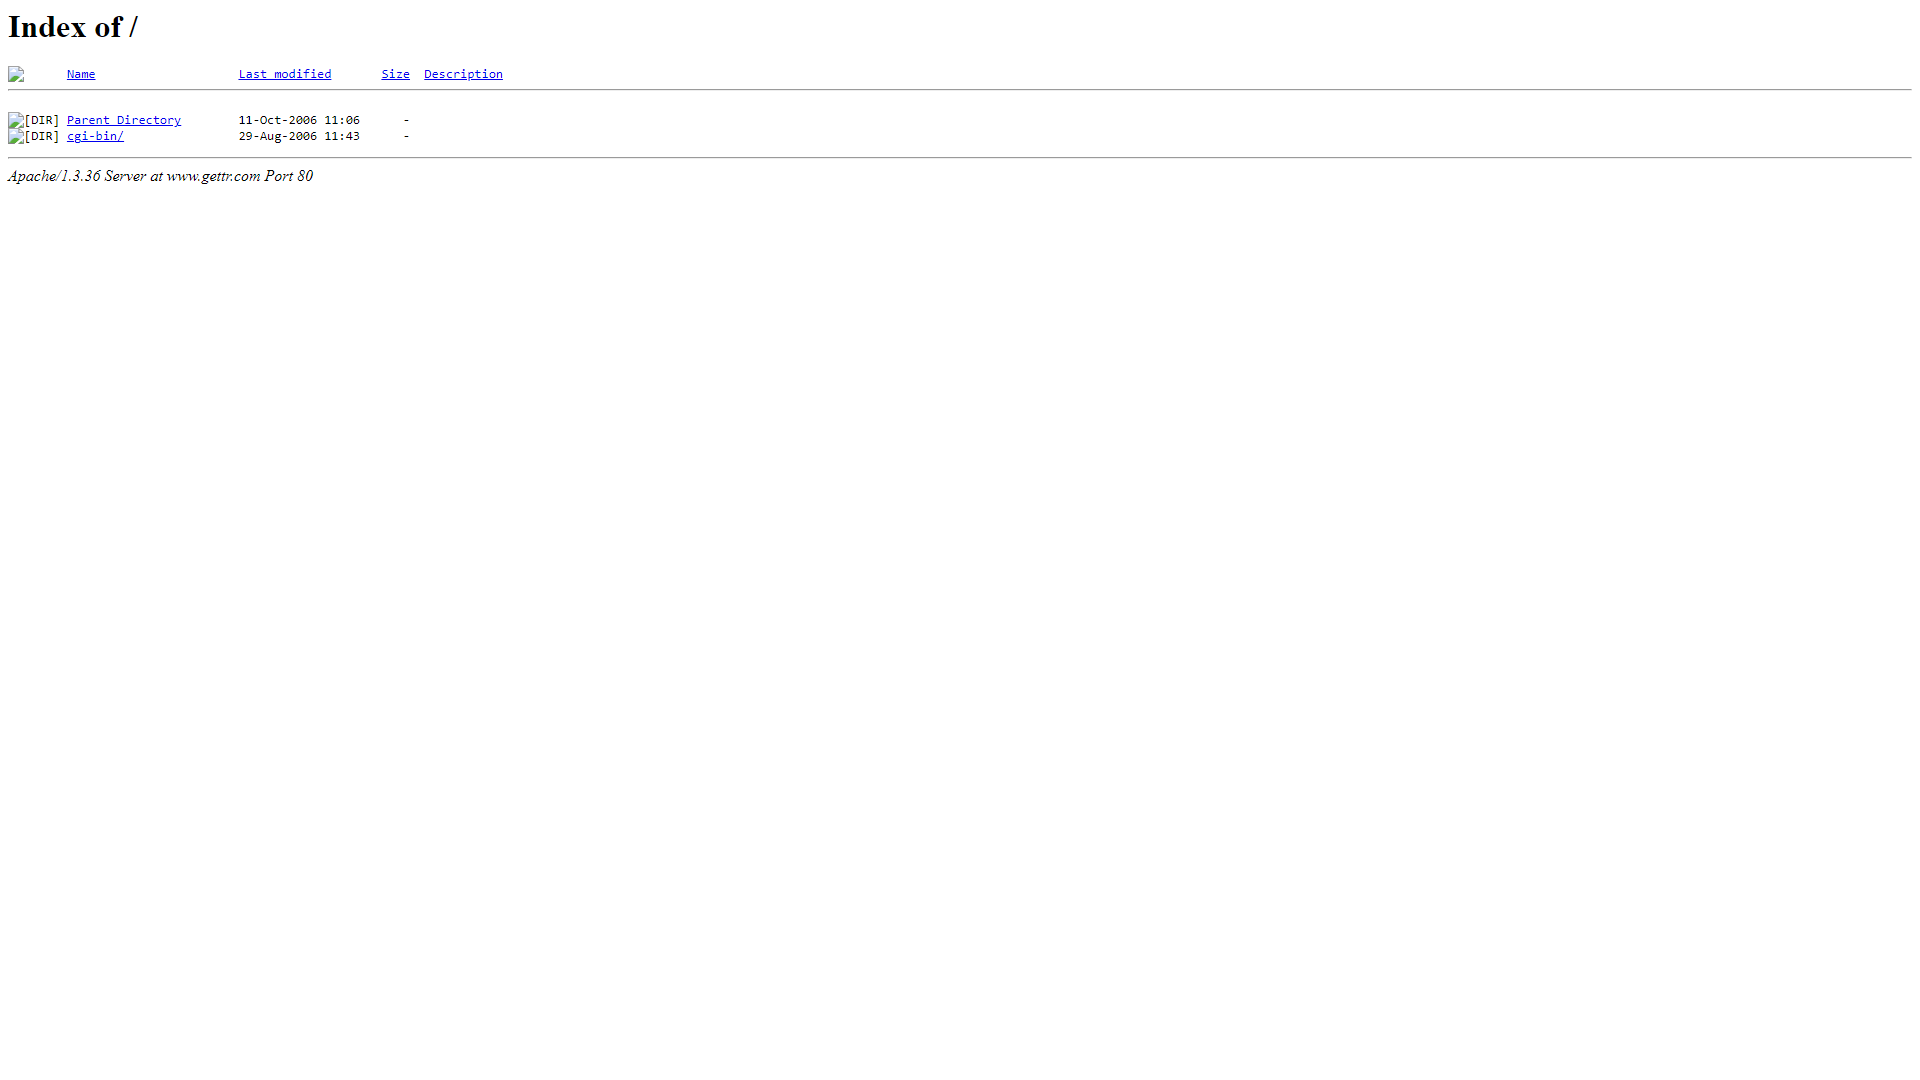 Index of /
Name Last modified Size Description
[DIR] Parent Directory 11-Oct-2006 11:06 -
[DIR] cgi-bin/ 29-Aug-2006 11:43 -
Apache/1.3.36 Server at www.gettr.com Port 80